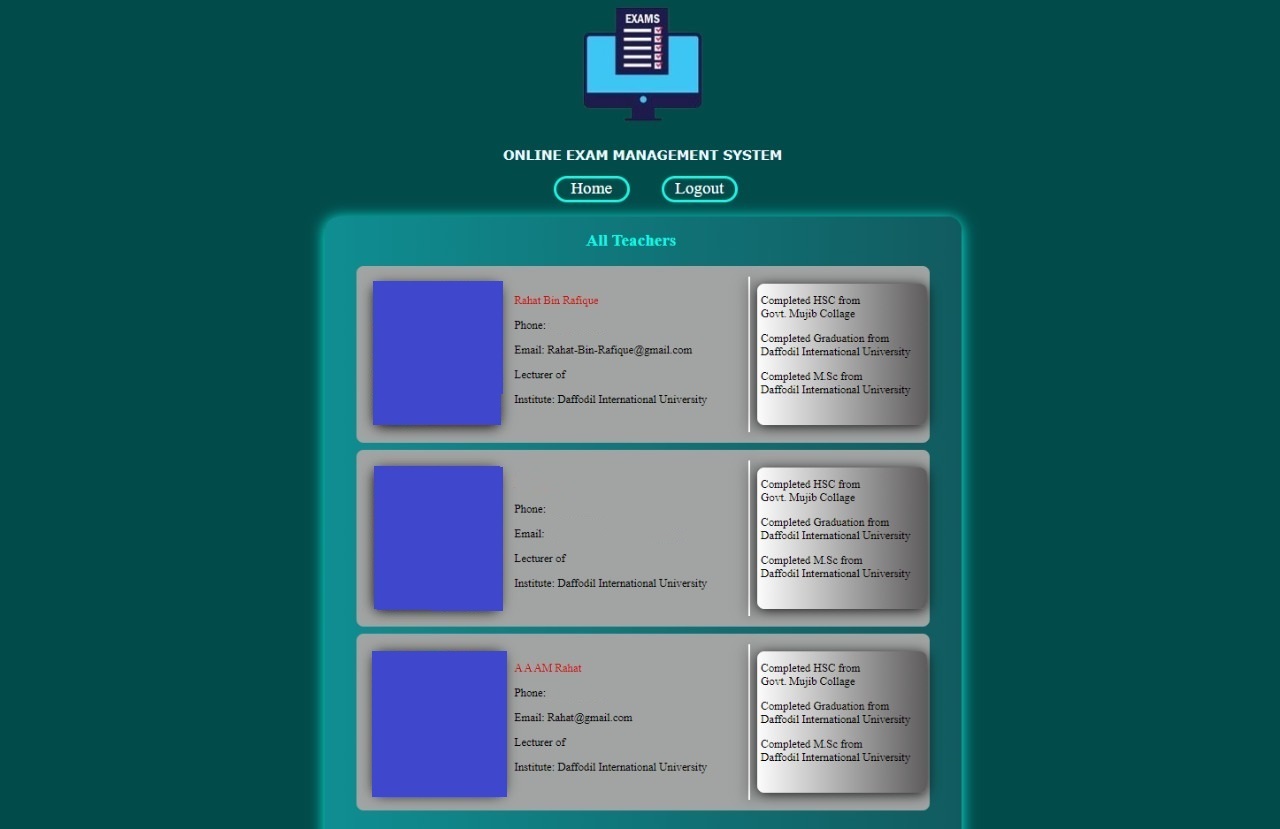 EXAMS
ONLINE EXAM MANAGEMENT SYSTEM
Home Logout
All Teachers
Rahat Bin Rafique
Phone:
Email: Rahat-Bin-Rafique@gmail.com
Lecturer of
Institute: Daffodil International University
Completed HSC from
Govt. Mujib Collage
Completed Graduation from
Daffodil International University
Completed M.Sc from
Daffodil International University
Phone:
Email:
Lecturer of
Institute: Daffodil International University
Completed HSC from
Govt. Mujib Collage
Completed Graduation from
Daffodil International University
Completed M.Sc from
Daffodil International University
A A AM Rahat
Phone:
Email: Rahat@gmail.com
Lecturer of
Institute: Daffodil International University
Completed HSC from
Govt. Mujib Collage
Completed Graduation from
Daffodil International University
Completed M.Sc from
Daffodil International University